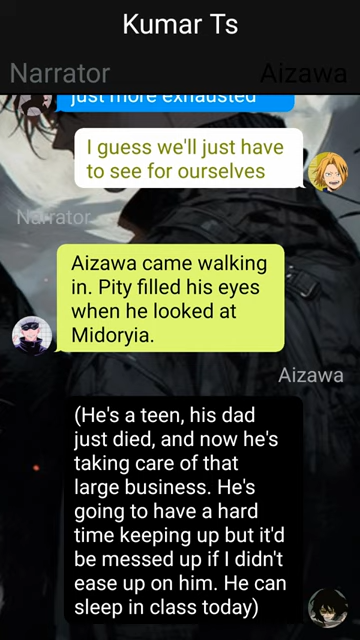 Kumar Ts
Narrator
Aizawa
just more exhausted
I guess we'll just have
to see for ourselves
Narrator
Aizawa came walking
in. Pity filled his eyes
when he looked at
Midoryia.
Aizawa
(He's a teen, his dad
just died, and now he's
taking care of that
large business. He's
going to have a hard
time keeping up but it'd
be messed up if I didn't
ease up on him. He can
sleep in class today)